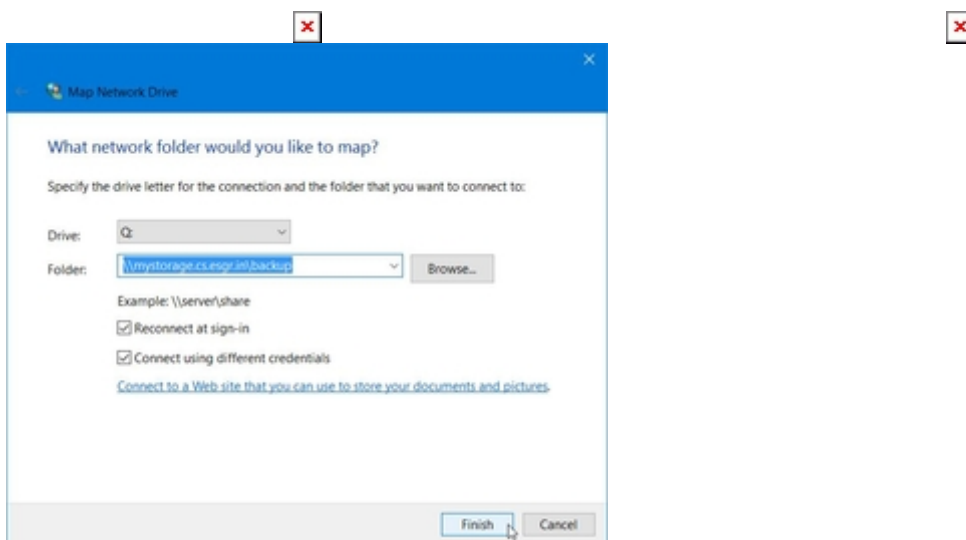 Map Network Drive
What network folder would you like to map?
Specify the drive letter for the connection and the folder that you want to connect to:
Drive: Q:
Folder: \\mystorage.cs.esgr.in\backup Browse...
Example: \\server\share
Reconnect at sign-in
Connect using different credentials
Connect to a Web site that you can use to store your documents and pictures.
Finish Cancel